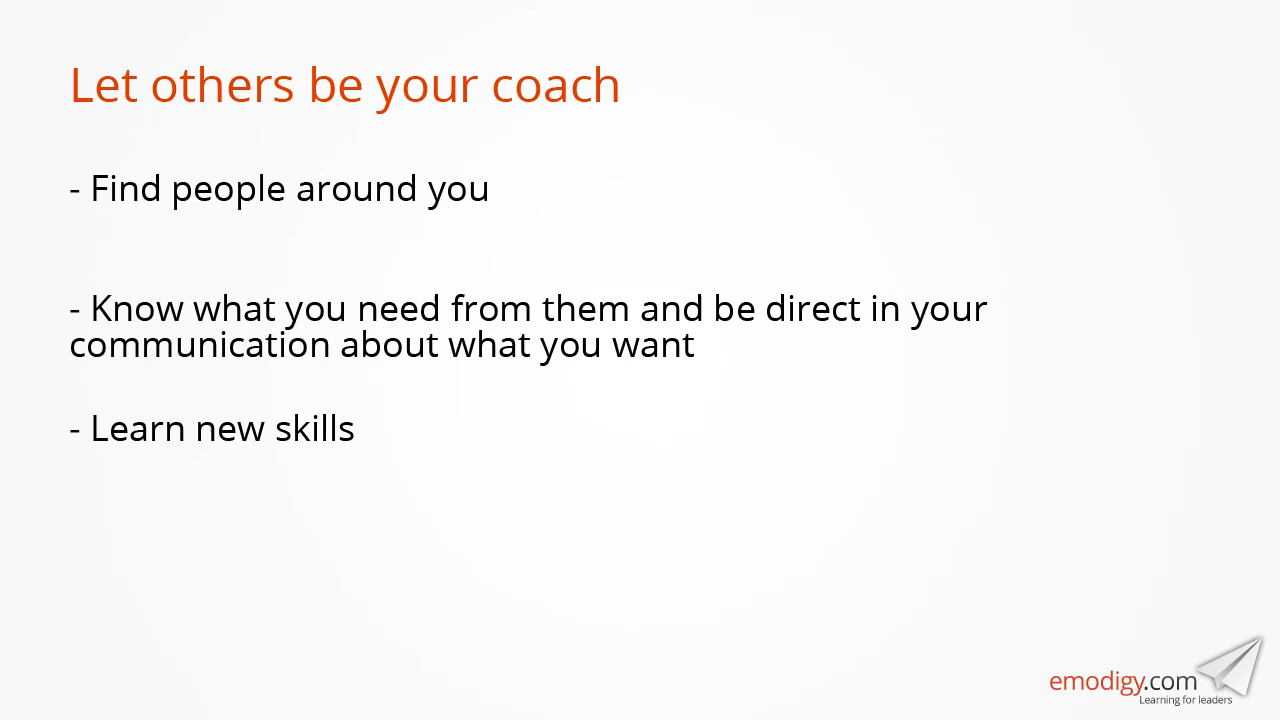 Let others be your coach
- Find people around you
- Know what you need from them and be direct in your
communication about what you want
- Learn new skills
emodigy.com
Learning for leaders